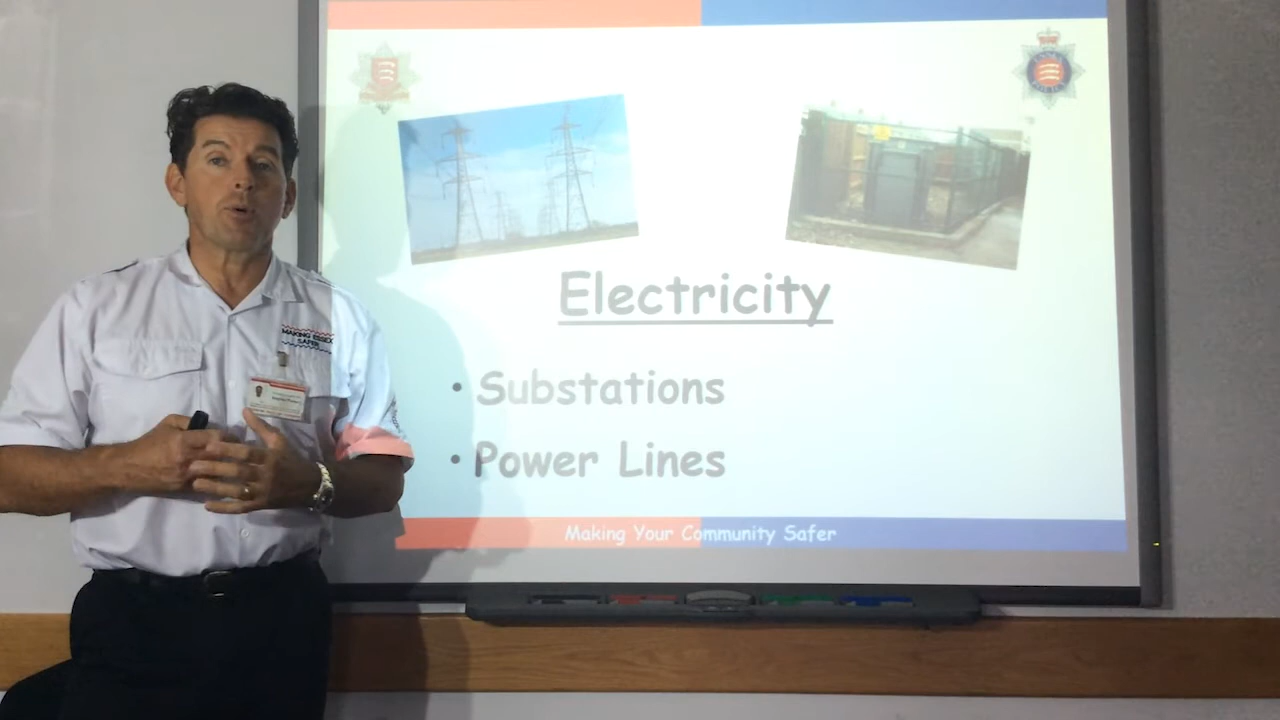 Electricity
• Substations
• Power Lines
Making Your Community Safer
MAKING ESSEX
SAFER